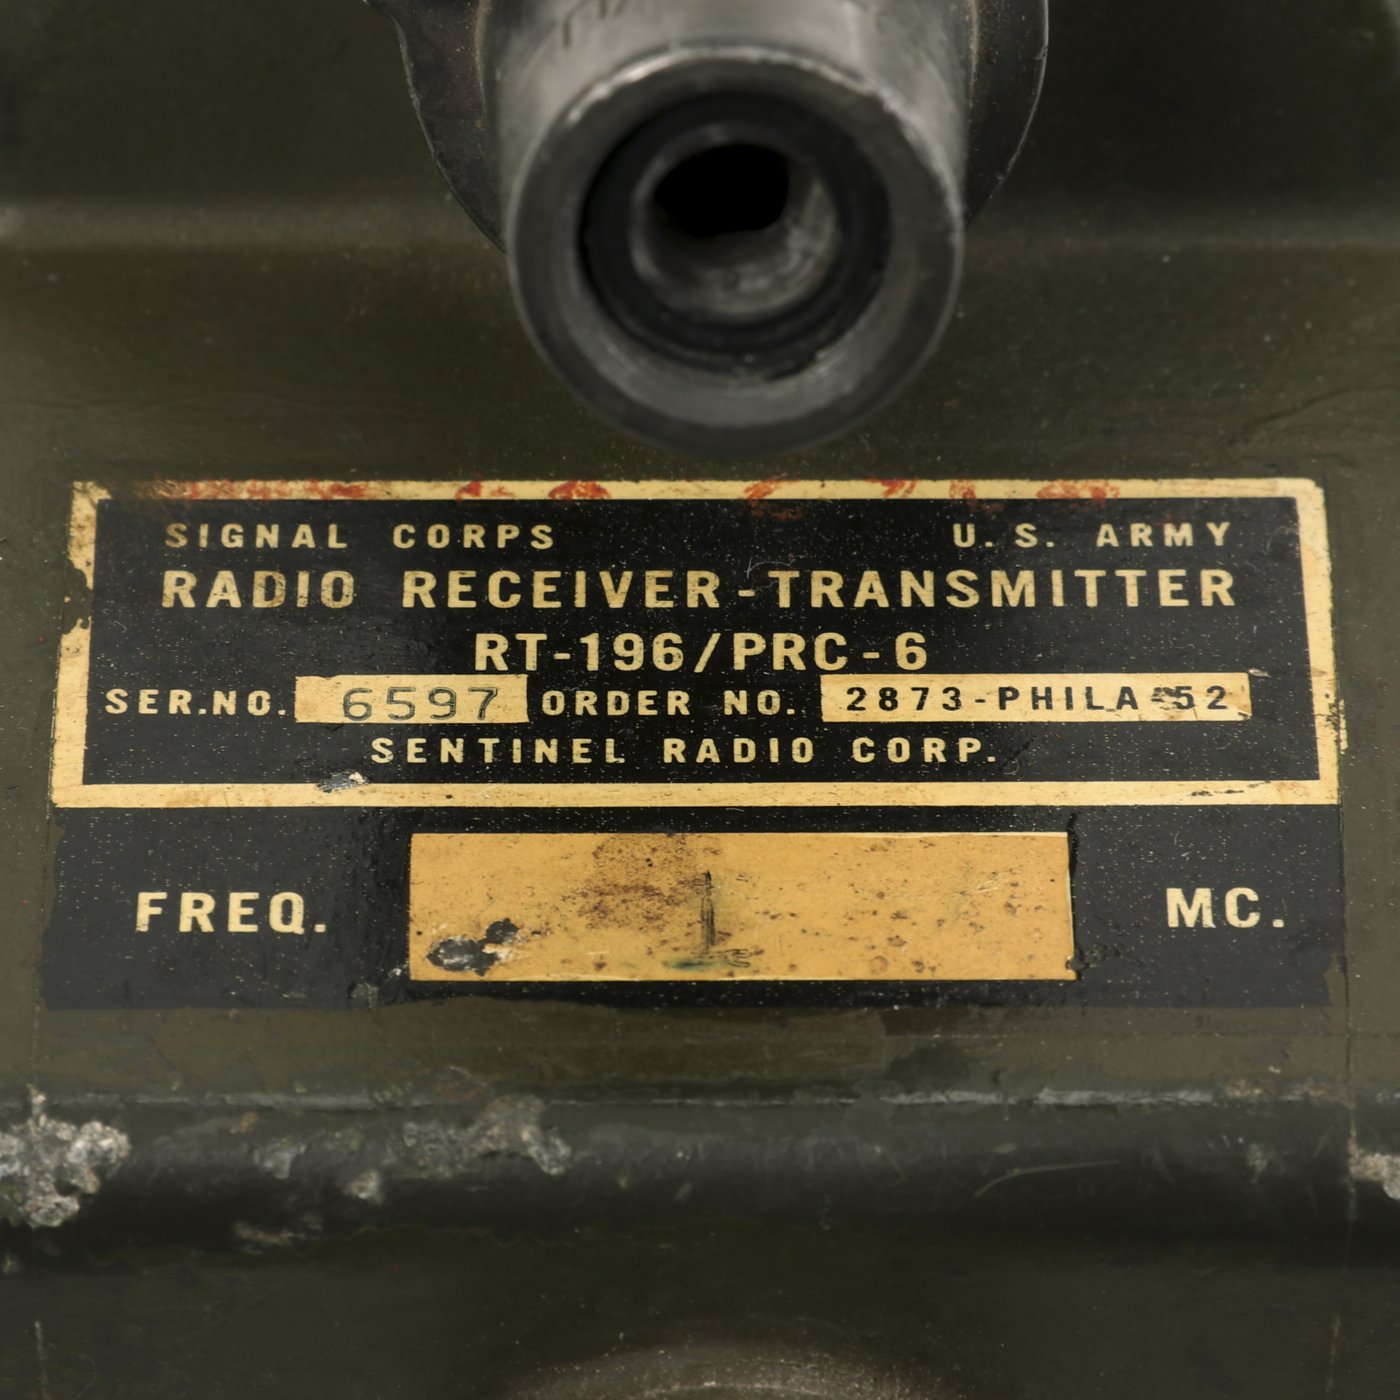 SIGNAL CORPS U.S. ARMY
RADIO RECEIVER-TRANSMITTER
RT-196/PRC-6
SER.NO. 6597 ORDER NO. 2873-PHILA-52
SENTINEL RADIO CORP.
FREQ. MC.